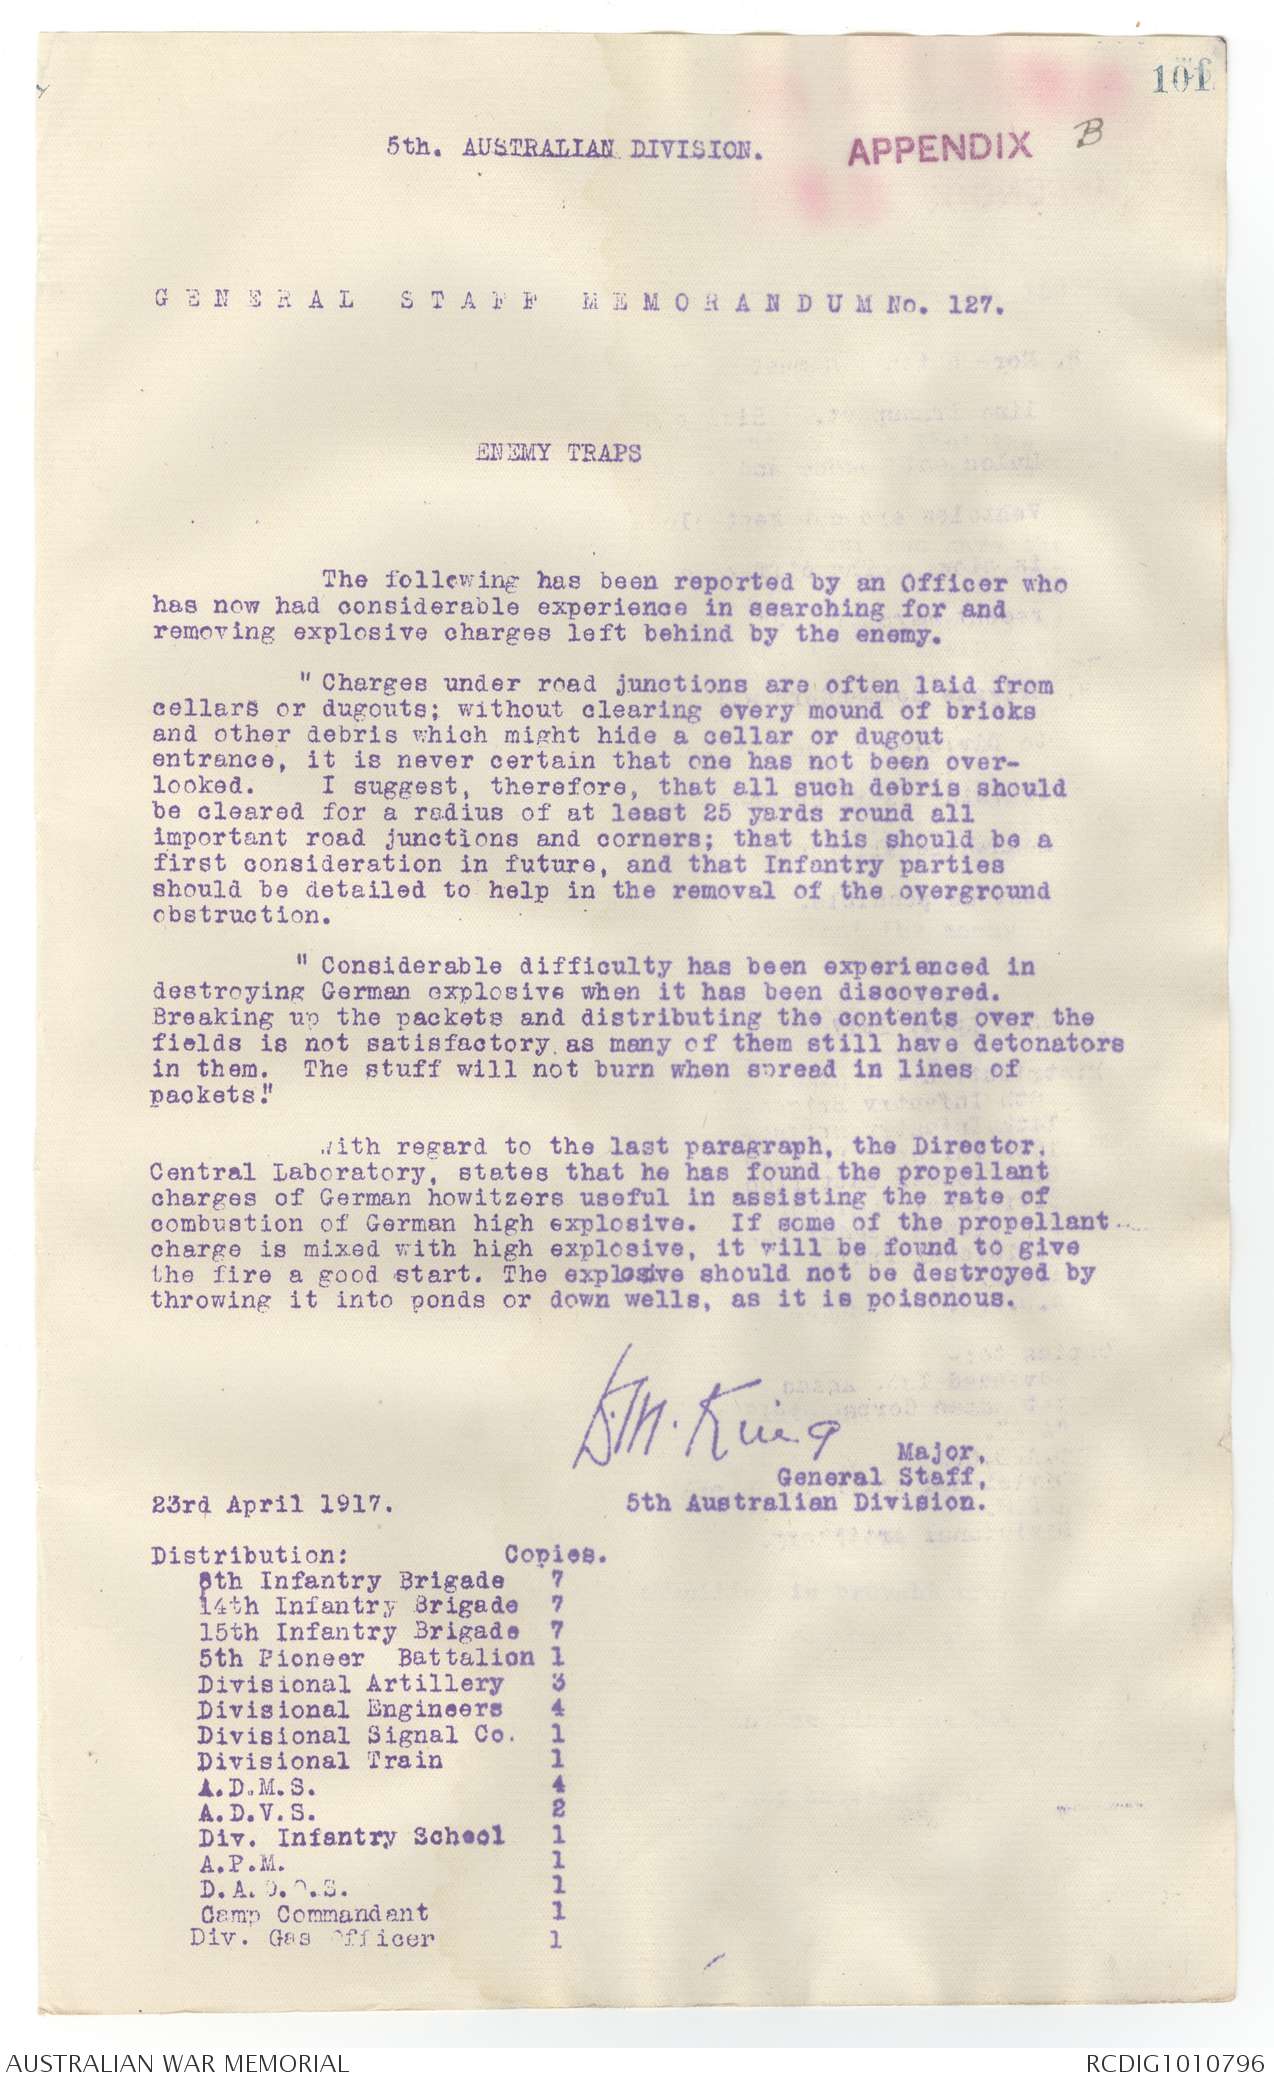 101
5th. AUSTRALIAN DIVISION.
APPENDIX B
GENERAL STAFF MEMORANDUM No. 127.
ENEMY TRAPS
The following has been reported by an Officer who
has now had considerable experience in searching for and
removing explosive charges left behind by the enemy.
" Charges under road junctions are often laid from
cellars or dugouts; without clearing every mound of bricks
and other debris which might hide a cellar or dugout
entrance, it is never certain that one has not been over-
looked. I suggest, therefore, that all such debris should
be cleared for a radius of at least 25 yards round all
important road junctions and corners; that this should be a
first consideration in future, and that Infantry parties
should be detailed to help in the removal of the overground
obstruction.
" Considerable difficulty has been experienced in
destroying German explosive when it has been discovered.
Breaking up the packets and distributing the contents over the
fields is not satisfactory as many of them still have detonators
in them. The stuff will not burn when spread in lines of
packets."
With regard to the last paragraph, the Director,
Central Laboratory, states that he has found the propellant
charges of German howitzers useful in assisting the rate of
combustion of German high explosive. If some of the propellant
charge is mixed with high explosive, it will be found to give
the fire a good start. The explosive should not be destroyed by
throwing it into ponds or down wells, as it is poisonous.
D.M. King
Major,
General Staff,
23rd April 1917. 5th Australian Division.
Distribution: Copies.
8th Infantry Brigade 7
14th Infantry Brigade 7
15th Infantry Brigade 7
5th Pioneer Battalion 1
Divisional Artillery 3
Divisional Engineers 4
Divisional Signal Co. 1
Divisional Train 1
A.D.M.S. 4
A.D.V.S. 2
Div. Infantry School 1
A.P.M. 1
D.A.D.O.S. 1
Camp Commandant 1
Div. Gas Officer 1
AUSTRALIAN WAR MEMORIAL
RCDIG1010796